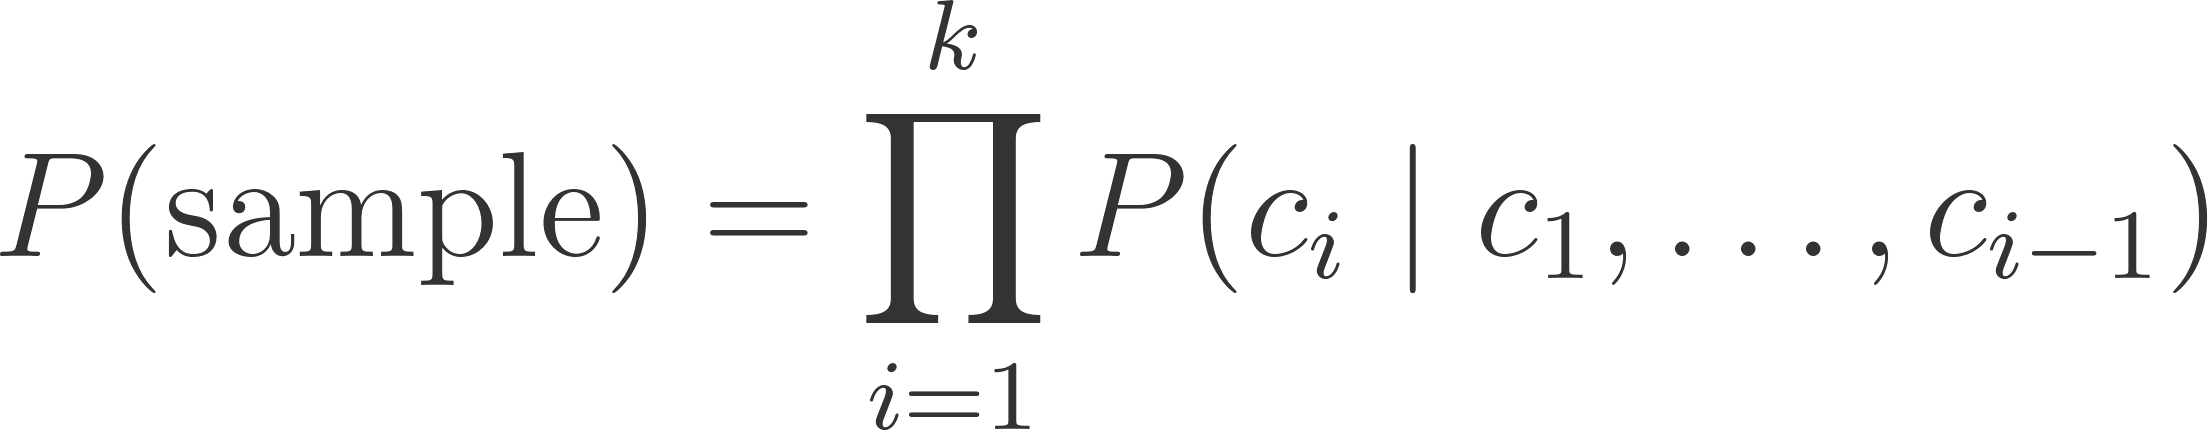 P(sample) = \prod_{i=1}^{k} P(c_i \mid c_1, \ldots, c_{i-1})